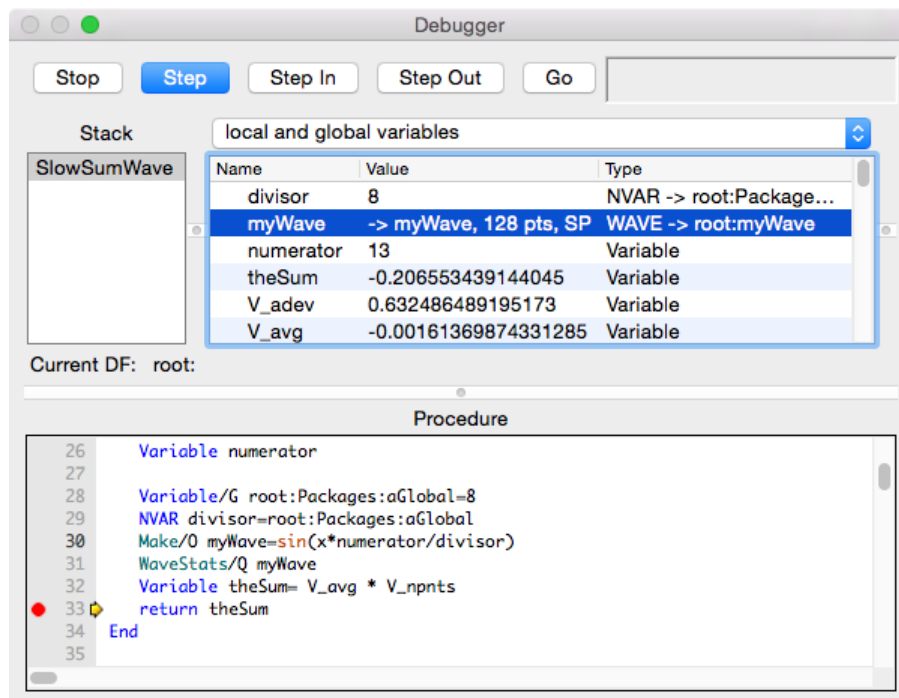 Debugger
Stop Step Step In Step Out Go
Stack local and global variables
SlowSumWave Name Value Type
divisor 8 NVAR -> root:Package...
myWave -> myWave, 128 pts, SP WAVE -> root:myWave
numerator 13 Variable
theSum -0.206553439144045 Variable
V_adev 0.632486489195173 Variable
V_avg -0.00161369874331285 Variable
Current DF: root:
Procedure
26 Variable numerator
27
28 Variable/G root:Packages:aGlobal=8
29 NVAR divisor=root:Packages:aGlobal
30 Make/O myWave=sin(x*numerator/divisor)
31 WaveStats/Q myWave
32 Variable theSum= V_avg * V_npnts
33 return theSum
34 End
35